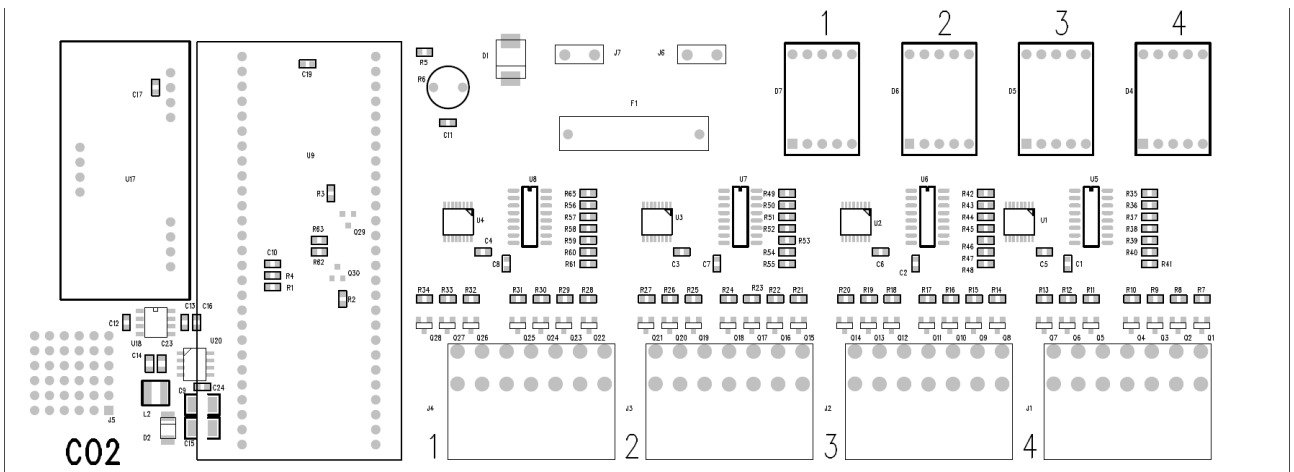 1 2 3 4
R5 D1 J7 J6
C19
R6 D7 D6 D5 D4
C17
F1
C11
U9
U17
U8 U7 U6 U5
R3 R65 R49 R42 R35
R56 R50 R43 R36
U4 R57 U3 R51 U2 R44 U1 R37
Q29 R58 R52 R45 R38
R63 C4 R59 R53 R46 R39
R62 R60 C3 R54 C6 R47 C5 R40
C10 C8 R61 C7 R55 C2 R48 C1 R41
R4 Q30
R1
R2
R34 R33 R32 R31 R30 R29 R28 R27 R26 R25 R24 R23 R22 R21 R20 R19 R18 R17 R16 R15 R14 R13 R12 R11 R10 R9 R8 R7
C13 C16
C12
U18 C23 U20
Q28 Q27 Q26 Q25 Q24 Q23 Q22 Q21 Q20 Q19 Q18 Q17 Q16 Q15 Q14 Q13 Q12 Q11 Q10 Q9 Q8 Q7 Q6 Q5 Q4 Q3 Q2 Q1
C14
C9 C24
L2 J4 J3 J2 J1
J5
D2 C15
CO2 1 2 3 4